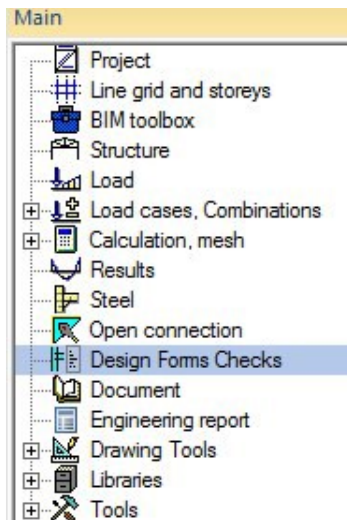 Main
Project
Line grid and storeys
BIM toolbox
Structure
Load
Load cases, Combinations
Calculation, mesh
Results
Steel
Open connection
Design Forms Checks
Document
Engineering report
Drawing Tools
Libraries
Tools